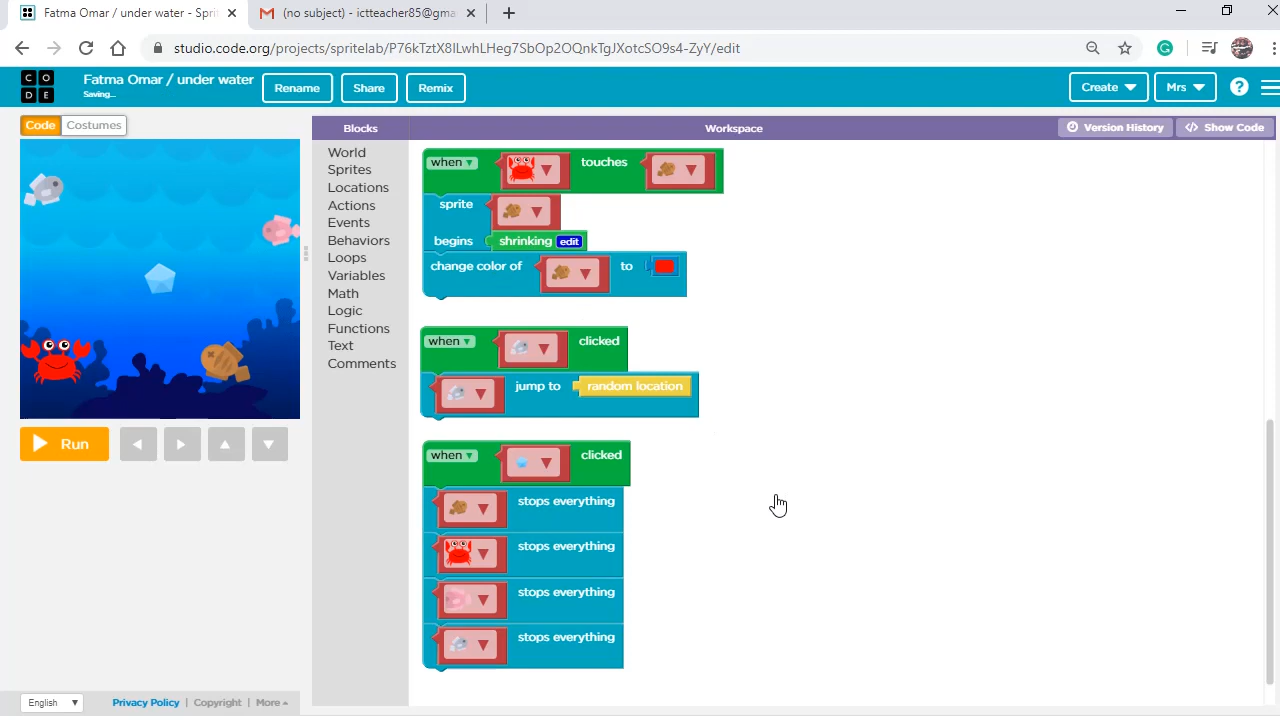 Fatma Omar / under water - Spri
(no subject) - ictteacher85@gma
studio.code.org/projects/spritelab/P76kTztX8ILwhLHeg7Sb9p2OQnkTgJXotcSO9s4-ZyY/edit
C O
D E
Fatma Omar / under water
Saving...
Rename
Share
Remix
Create
Mrs
?
Code
Costumes
Blocks
Workspace
Version History
</> Show Code
World
Sprites
Locations
Actions
Events
Behaviors
Loops
Variables
Math
Logic
Functions
Text
Comments
when touches
sprite
begins shrinking edit
change color of to
when clicked
jump to random location
when clicked
stops everything
stops everything
stops everything
stops everything
Run
English
Privacy Policy | Copyright | More